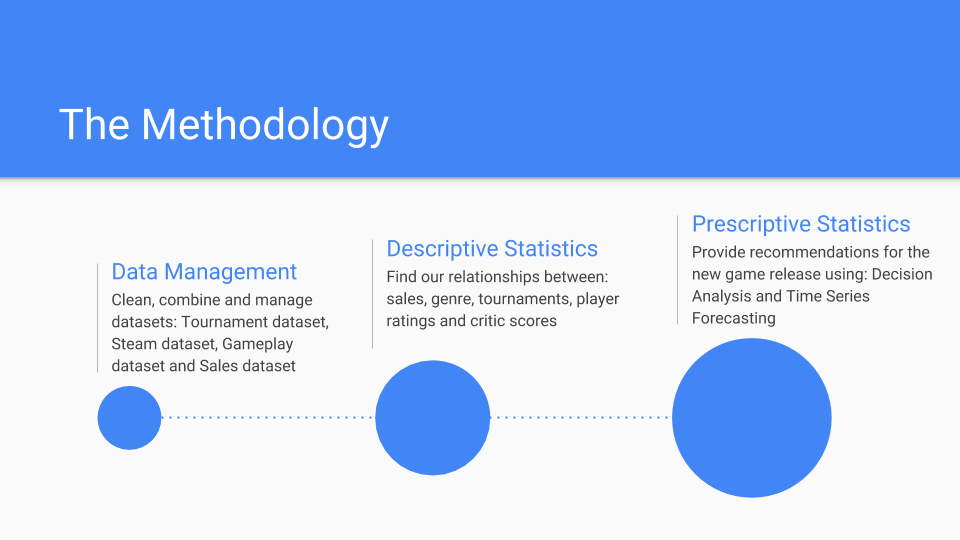 The Methodology
Data Management
Clean, combine and manage
datasets: Tournament dataset,
Steam dataset, Gameplay
dataset and Sales dataset
Descriptive Statistics
Find our relationships between:
sales, genre, tournaments, player
ratings and critic scores
Prescriptive Statistics
Provide recommendations for the
new game release using: Decision
Analysis and Time Series
Forecasting